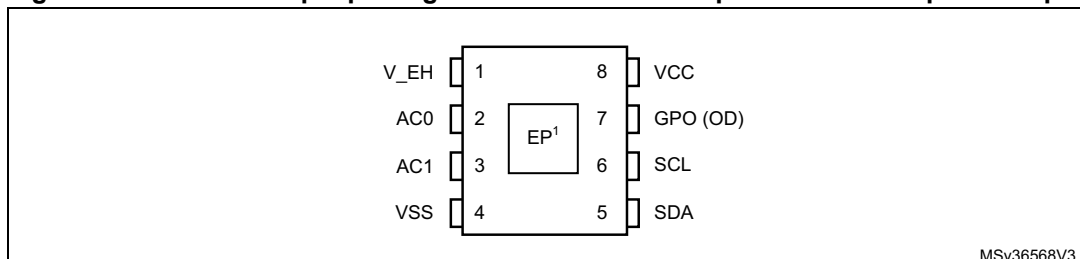 V_EH 1 8 VCC
AC0 2 7 GPO (OD)
EP1
AC1 3 6 SCL
VSS 4 5 SDA
MSv36568V3